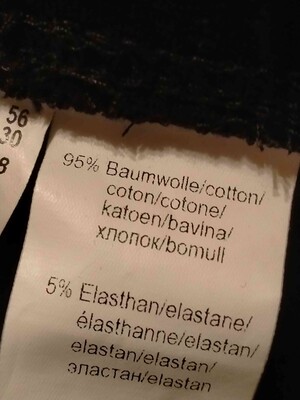 56
30
8
95% Baumwolle/cotton/
coton/cotone/
katoen/bavina/
хлопок/bomull
5% Elasthan/elastane/
élasthanne/elastan/
elastan/elastan/
эластан/elastan